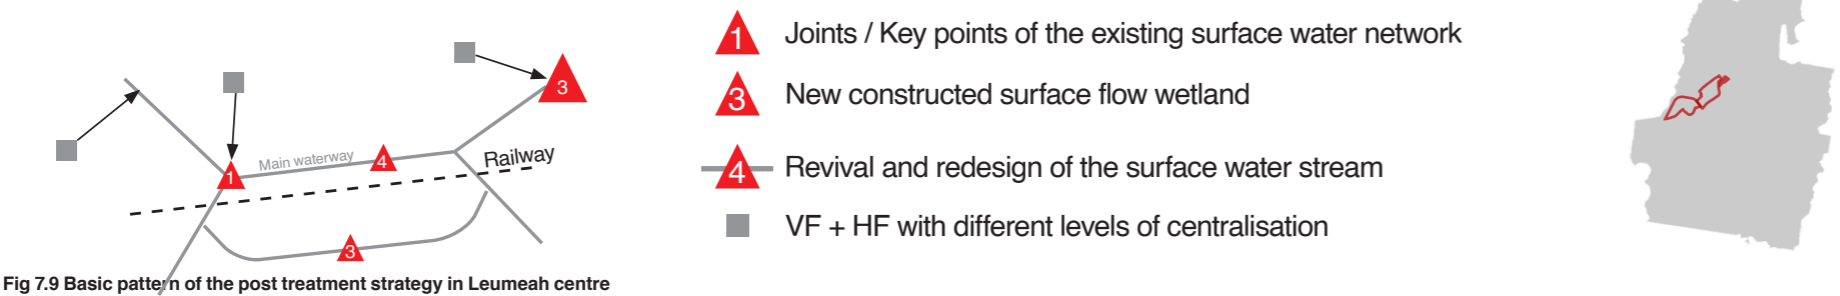 3
Main waterway
4
Railway
1
3
Fig 7.9 Basic pattern of the post treatment strategy in Leumeah centre
1 Joints / Key points of the existing surface water network
3 New constructed surface flow wetland
4 Revival and redesign of the surface water stream
VF + HF with different levels of centralisation